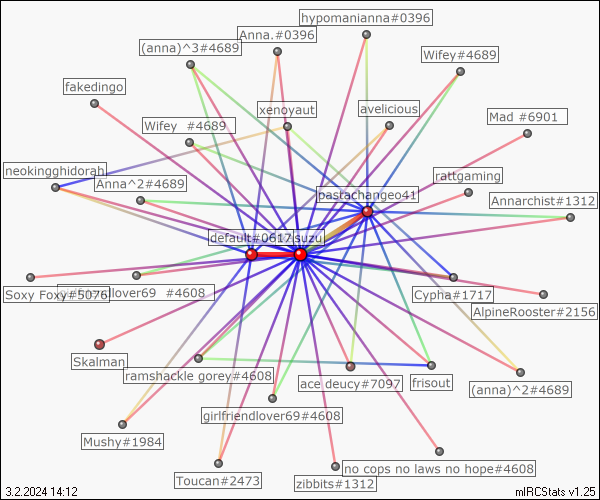 hypomanianna#0396
Anna.#0396
(anna)^3#4689
Wifey#4689
fakedingo
xenoyaut
avelicious
Mad #6901
Wifey #4689
neokingghidorah
Anna^2#4689
rattgaming
pastachangeo41
Annarchist#1312
default#0617
suzu
Soxy Foxy#5076
lover69 #4608
Cypha#1717
AlpineRooster#2156
Skalman
ramshackle gorey#4608
ace deucy#7097
frisout
(anna)^2#4689
girlfriendlover69#4608
Mushy#1984
no cops no laws no hope#4608
Toucan#2473
zibbits#1312
3.2.2024 14:12
mIRCStats v1.25